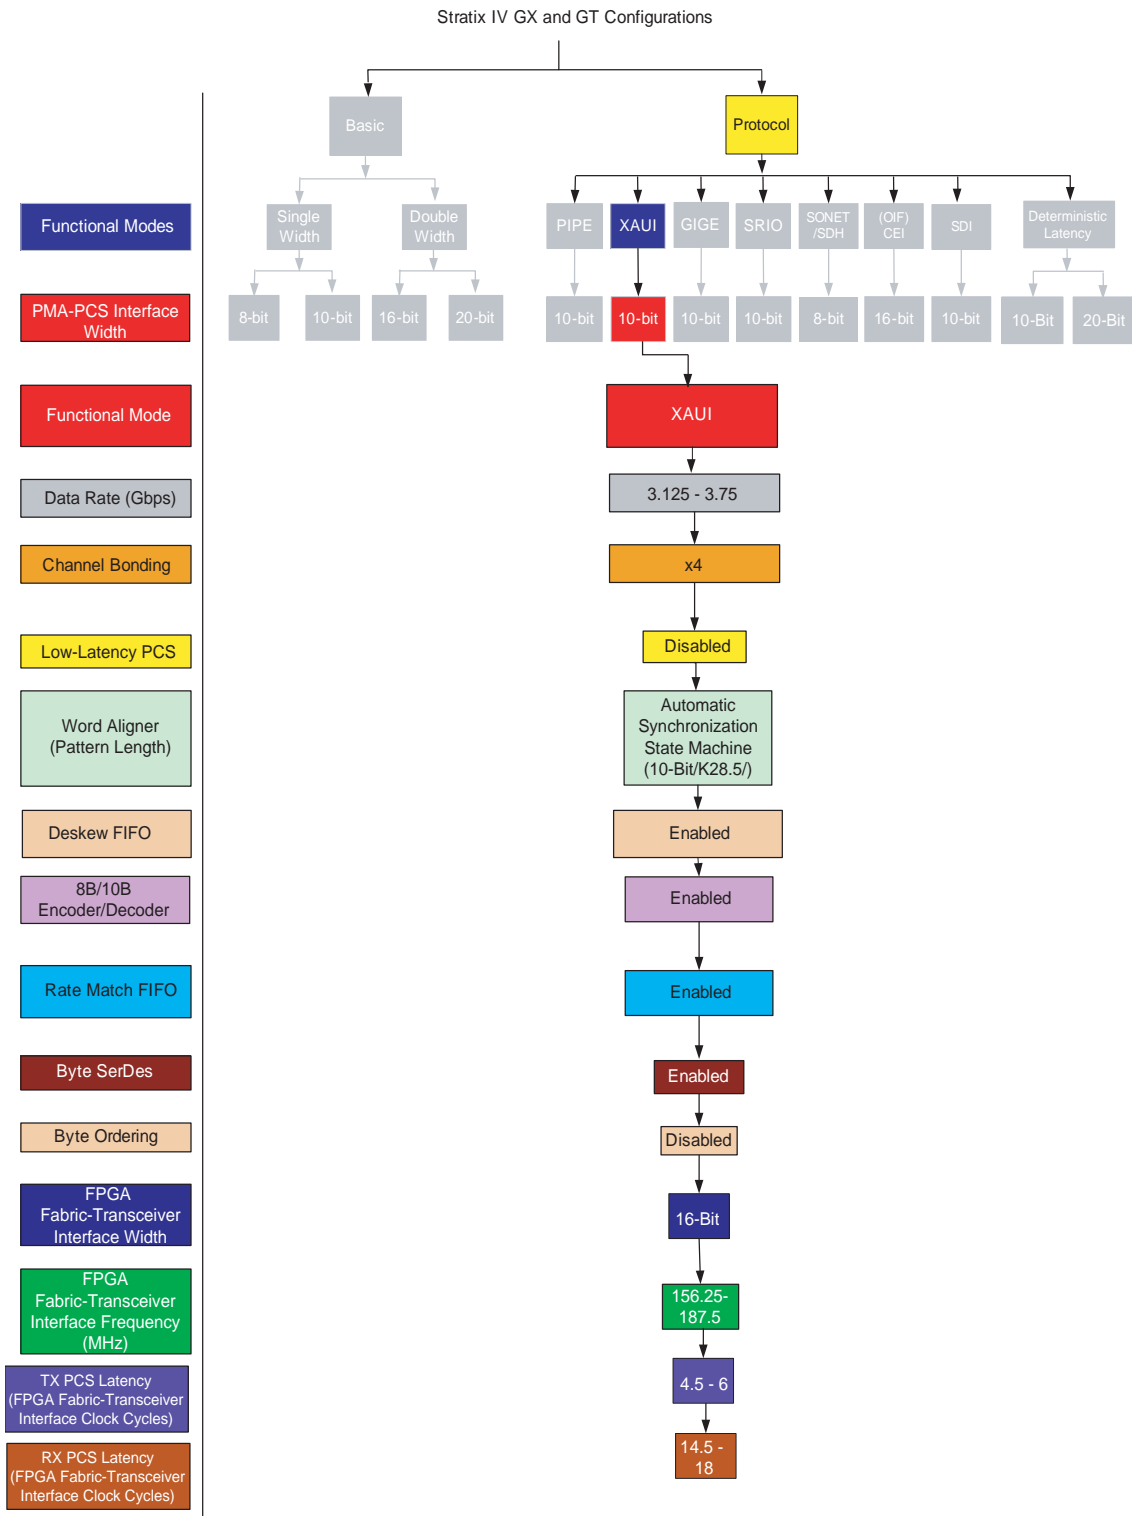 Stratix IV GX and GT Configurations
Basic
Protocol
Functional Modes
Single
Width
Double
Width
PIPE
XAUI
GIGE
SRIO
SONET
/SDH
(OIF)
CEI
SDI
Deterministic
Latency
PMA-PCS Interface
Width
8-bit
10-bit
16-bit
20-bit
10-bit
10-bit
10-bit
10-bit
8-bit
16-bit
10-bit
10-Bit
20-Bit
Functional Mode
XAUI
Data Rate (Gbps)
3.125 - 3.75
Channel Bonding
x4
Low-Latency PCS
Disabled
Word Aligner
(Pattern Length)
Automatic
Synchronization
State Machine
(10-Bit/K28.5/)
Deskew FIFO
Enabled
8B/10B
Encoder/Decoder
Enabled
Rate Match FIFO
Enabled
Byte SerDes
Enabled
Byte Ordering
Disabled
FPGA
Fabric-Transceiver
Interface Width
16-Bit
FPGA
Fabric-Transceiver
Interface Frequency
(MHz)
156.25-
187.5
TX PCS Latency
(FPGA Fabric-Transceiver
Interface Clock Cycles)
4.5 - 6
RX PCS Latency
(FPGA Fabric-Transceiver
Interface Clock Cycles)
14.5 -
18